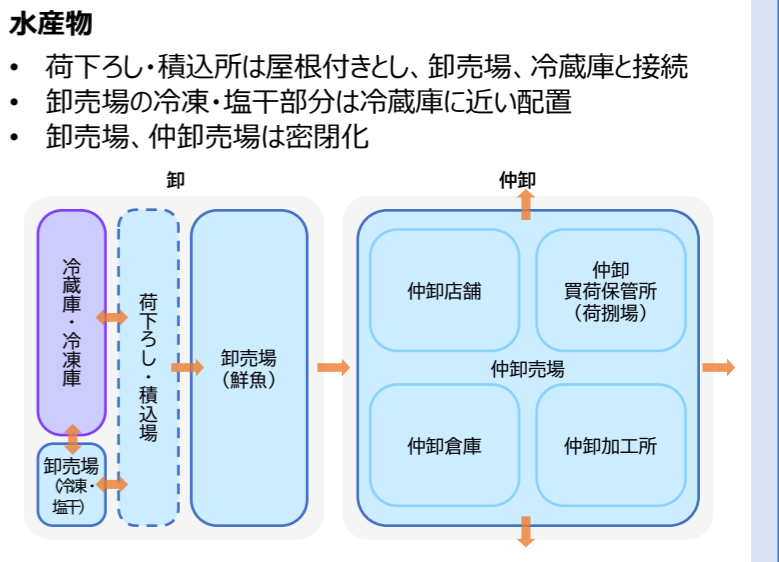 水産物
• 荷下ろし・積込所は屋根付きとし、卸売場、冷蔵庫と接続
• 卸売場の冷凍・塩干部分は冷蔵庫に近い配置
• 卸売場、仲卸売場は密閉化
卸
冷蔵庫・冷凍庫
荷下ろし・積込場
卸売場
（鮮魚）
卸売場
（冷凍・
塩干）
仲卸
仲卸店舗
仲卸
買荷保管所
（荷捌場）
仲卸売場
仲卸倉庫
仲卸加工所